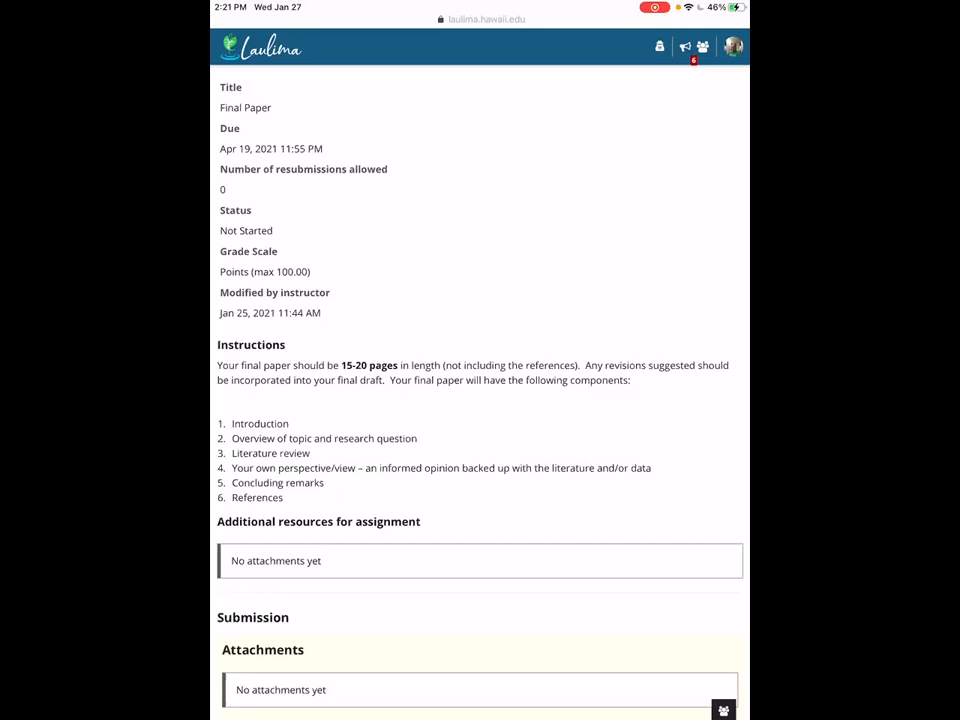 2:21 PM Wed Jan 27 46%
laulima.hawaii.edu
Laulima
6
Title
Final Paper
Due
Apr 19, 2021 11:55 PM
Number of resubmissions allowed
0
Status
Not Started
Grade Scale
Points (max 100.00)
Modified by instructor
Jan 25, 2021 11:44 AM
Instructions
Your final paper should be 15-20 pages in length (not including the references). Any revisions suggested should
be incorporated into your final draft. Your final paper will have the following components:
1. Introduction
2. Overview of topic and research question
3. Literature review
4. Your own perspective/view – an informed opinion backed up with the literature and/or data
5. Concluding remarks
6. References
Additional resources for assignment
No attachments yet
Submission
Attachments
No attachments yet